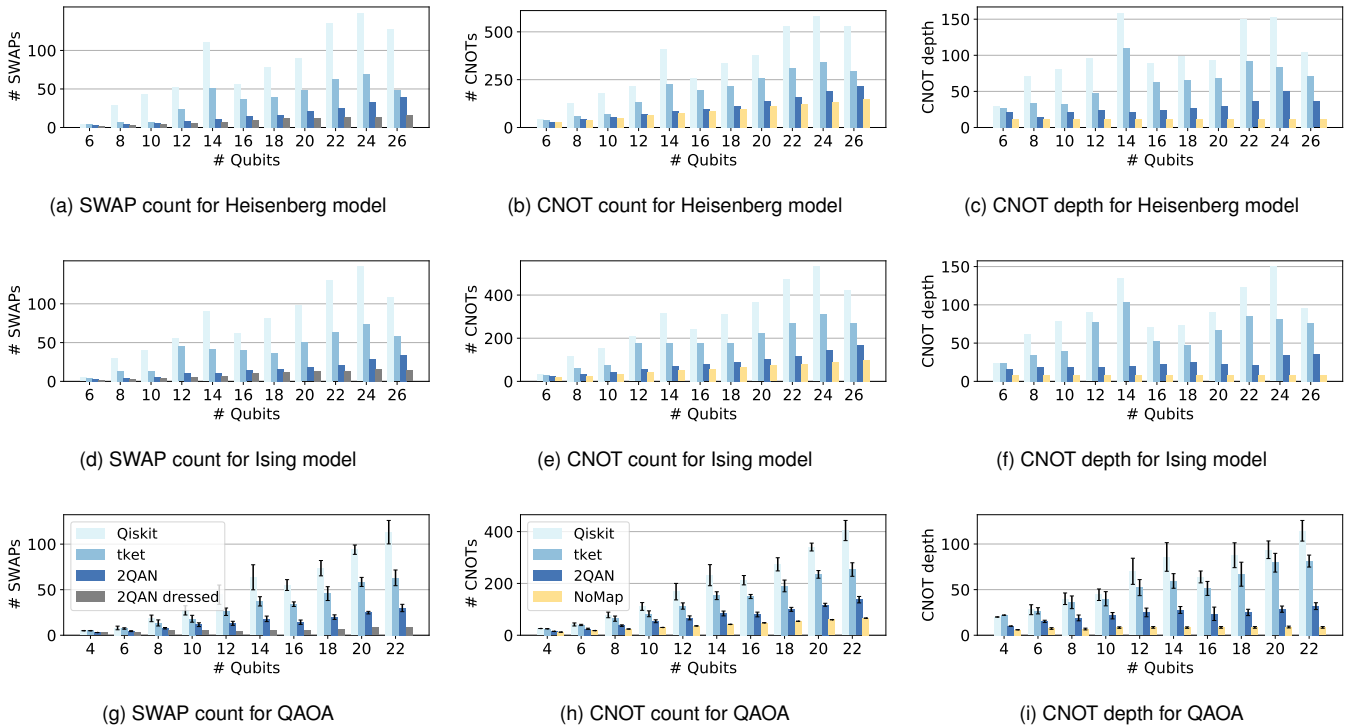 # SWAPs
100
50
0
6 8 10 12 14 16 18 20 22 24 26
# Qubits
(a) SWAP count for Heisenberg model
# CNOTs
500
250
0
6 8 10 12 14 16 18 20 22 24 26
# Qubits
(b) CNOT count for Heisenberg model
CNOT depth
150
100
50
0
6 8 10 12 14 16 18 20 22 24 26
# Qubits
(c) CNOT depth for Heisenberg model
# SWAPs
100
50
0
6 8 10 12 14 16 18 20 22 24 26
# Qubits
(d) SWAP count for Ising model
# CNOTs
400
200
0
6 8 10 12 14 16 18 20 22 24 26
# Qubits
(e) CNOT count for Ising model
CNOT depth
150
100
50
0
6 8 10 12 14 16 18 20 22 24 26
# Qubits
(f) CNOT depth for Ising model
# SWAPs
100
50
0
Qiskit
tket
2QAN
2QAN dressed
4 6 8 10 12 14 16 18 20 22
# Qubits
(g) SWAP count for QAOA
# CNOTs
400
200
0
Qiskit
tket
2QAN
NoMap
4 6 8 10 12 14 16 18 20 22
# Qubits
(h) CNOT count for QAOA
CNOT depth
100
50
0
4 6 8 10 12 14 16 18 20 22
# Qubits
(i) CNOT depth for QAOA